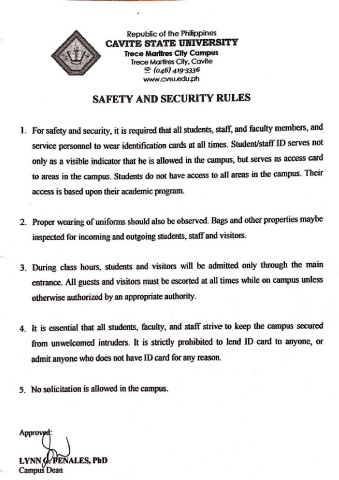 Republic of the Philippines
CAVITE STATE UNIVERSITY
Trece Martires City Campus
Trece Martires City, Cavite
☏ (046) 419-3336
www.cvsu.edu.ph
SAFETY AND SECURITY RULES
1. For safety and security, it is required that all students, staff, and faculty members, and
service personnel to wear identification cards at all times. Student/staff ID serves not
only as a visible indicator that he is allowed in the campus, but serves as access card
to areas in the campus. Students do not have access to all areas in the campus. Their
access is based upon their academic program.
2. Proper wearing of uniforms should also be observed. Bags and other properties maybe
inspected for incoming and outgoing students, staff and visitors.
3. During class hours, students and visitors will be admitted only through the main
entrance. All guests and visitors must be escorted at all times while on campus unless
otherwise authorized by an appropriate authority.
4. It is essential that all students, faculty, and staff strive to keep the campus secured
from unwelcomed intruders. It is strictly prohibited to lend ID card to anyone, or
admit anyone who does not have ID card for any reason.
5. No solicitation is allowed in the campus.
Approved:
LYNN G. PEÑALES, PhD
Campus Dean